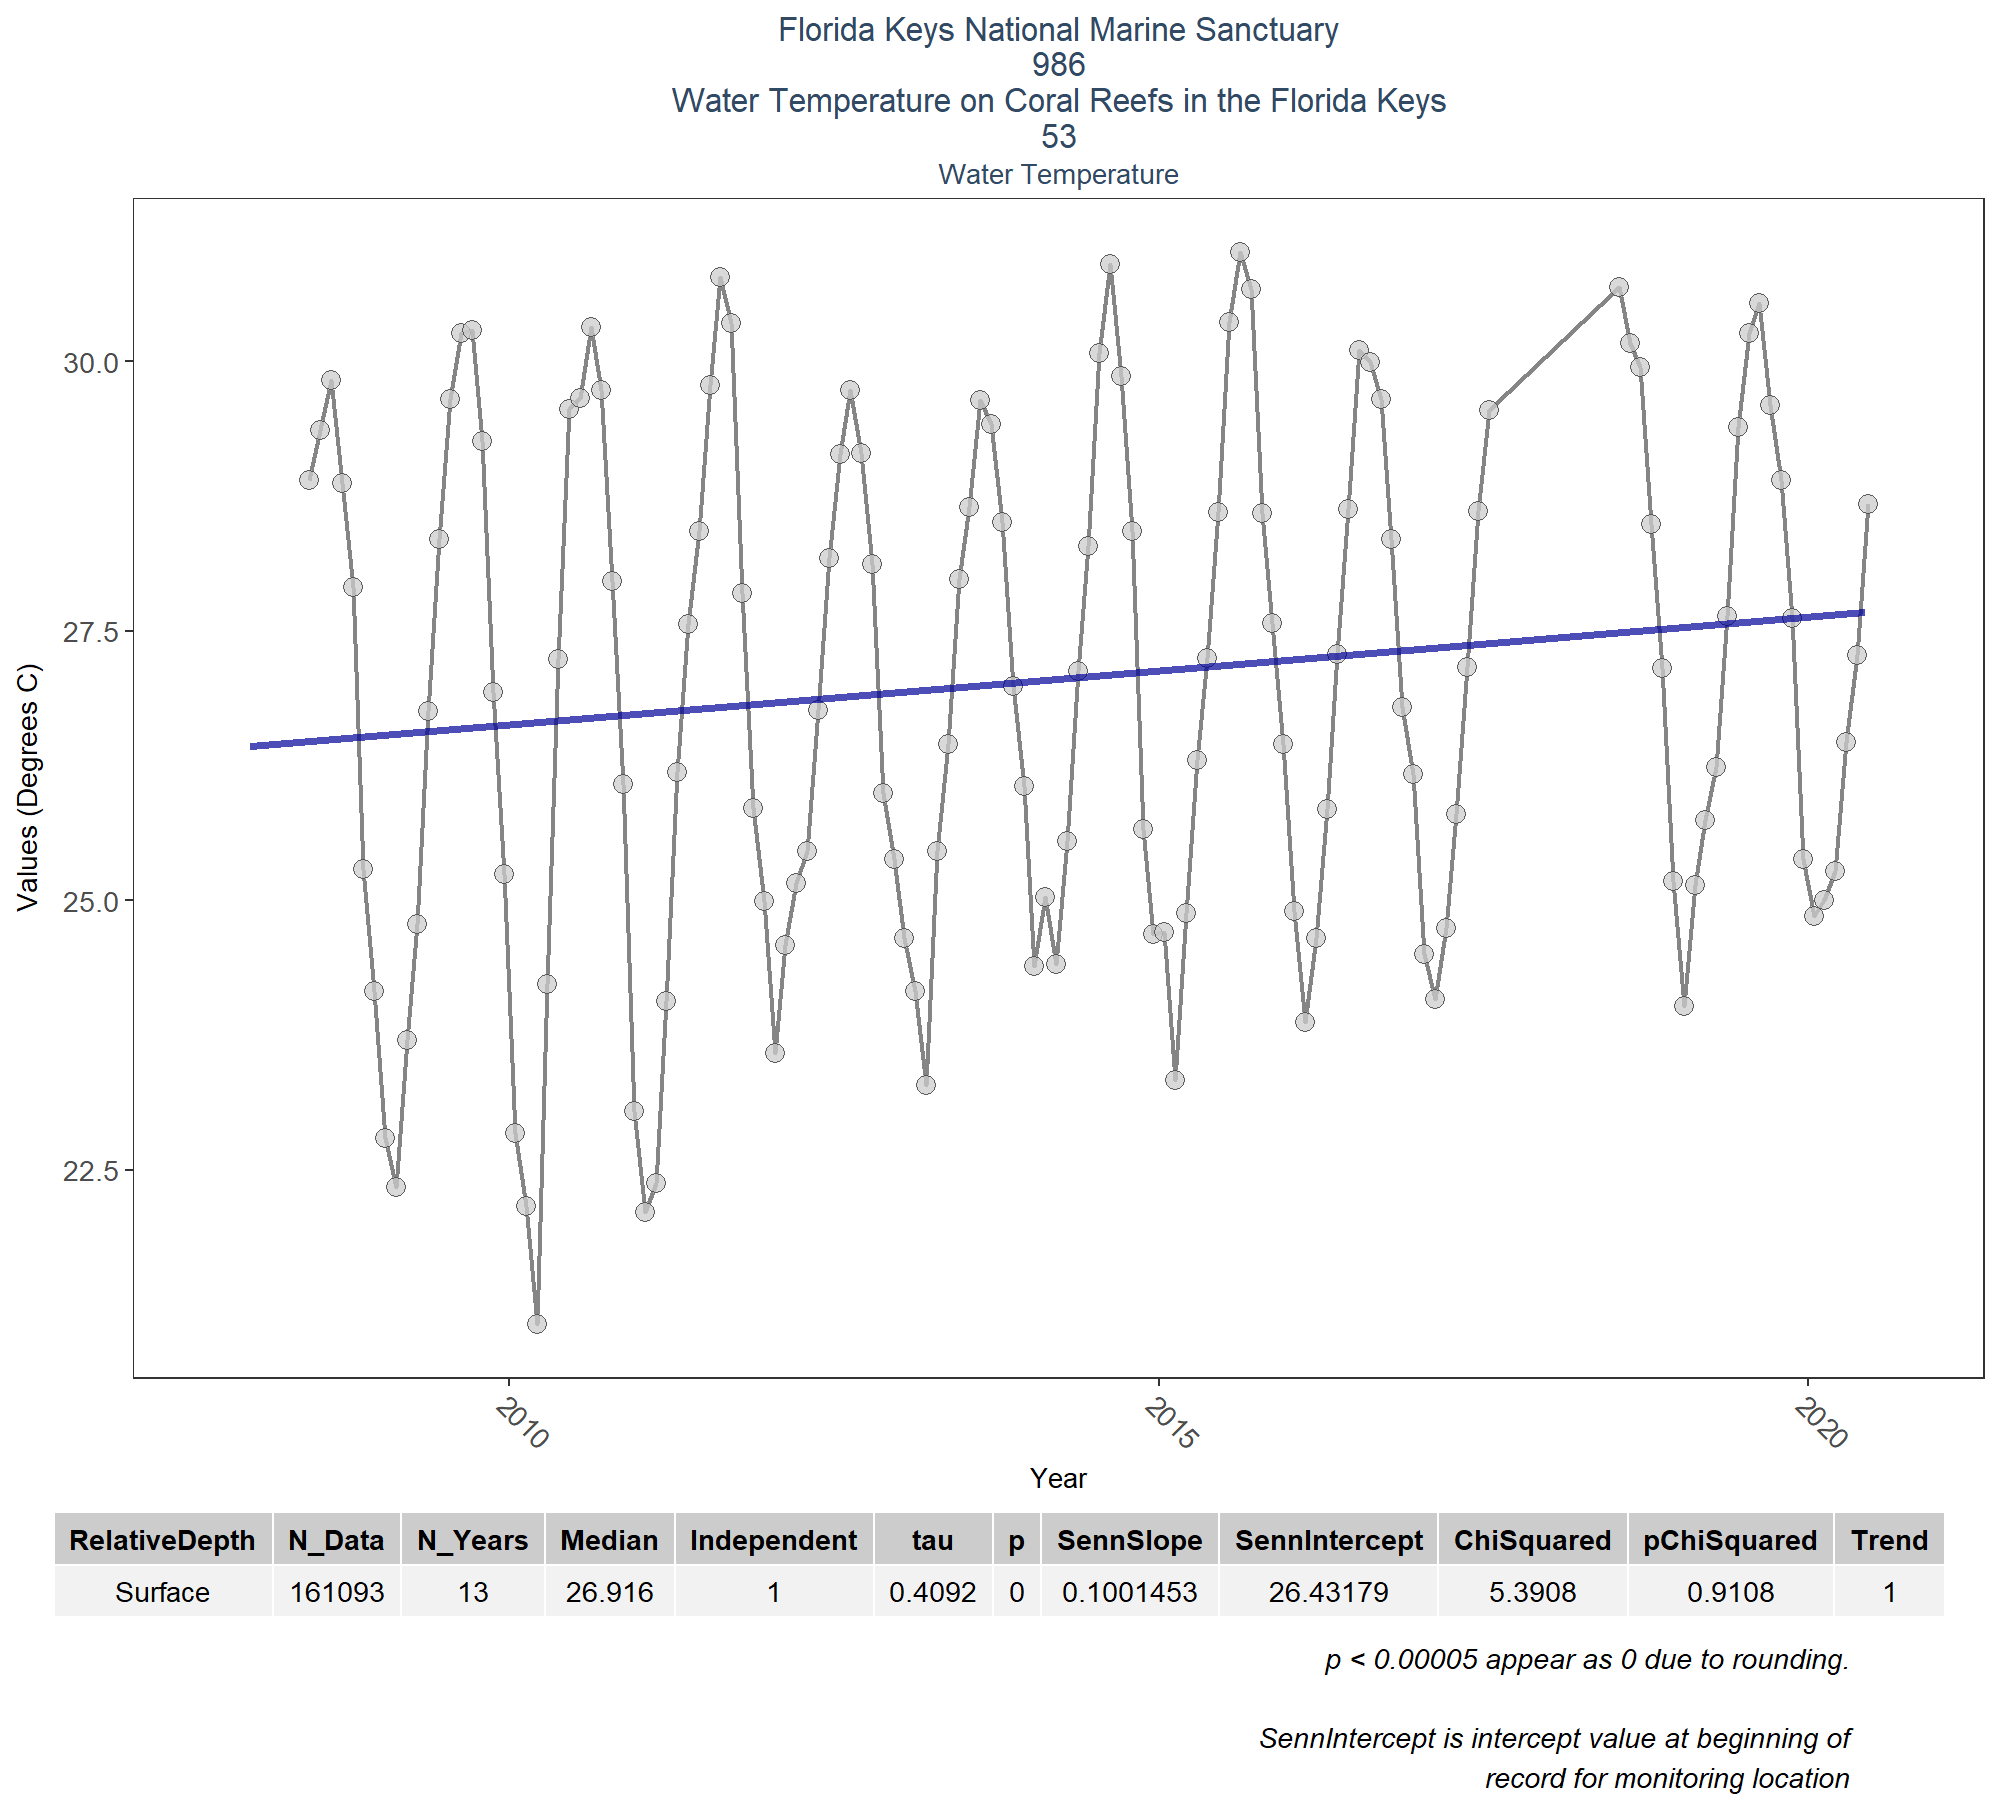 Florida Keys National Marine Sanctuary
986
Water Temperature on Coral Reefs in the Florida Keys
53
Water Temperature
Values (Degrees C)
30.0
27.5
25.0
22.5
2010
2015
2020
Year
RelativeDepth N_Data N_Years Median Independent tau p SennSlope SennIntercept ChiSquared pChiSquared Trend
Surface 161093 13 26.916 1 0.4092 0 0.1001453 26.43179 5.3908 0.9108 1
p < 0.00005 appear as 0 due to rounding.
SennIntercept is intercept value at beginning of
record for monitoring location